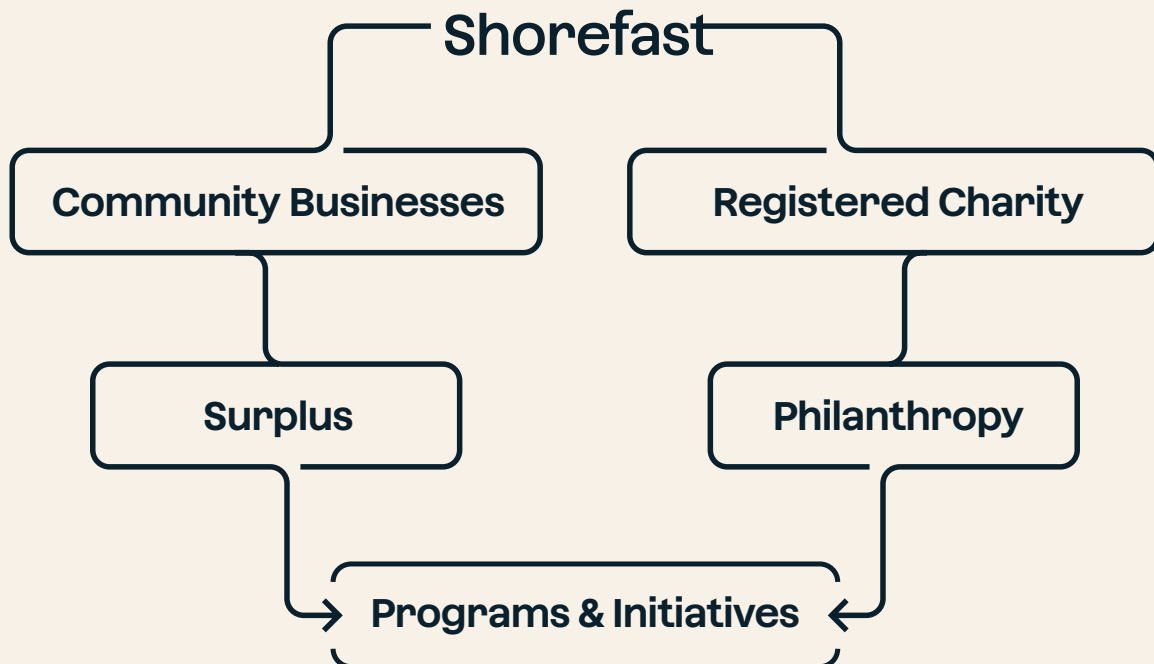 Shorefast
Community Businesses
Registered Charity
Surplus
Philanthropy
Programs & Initiatives